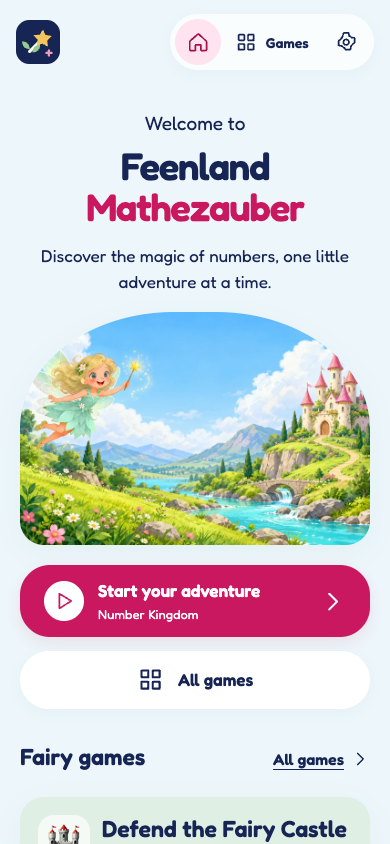 Games
Welcome to
Feenland
Mathezauber
Discover the magic of numbers, one little
adventure at a time.
Start your adventure
Number Kingdom
All games
Fairy games
All games
Defend the Fairy Castle